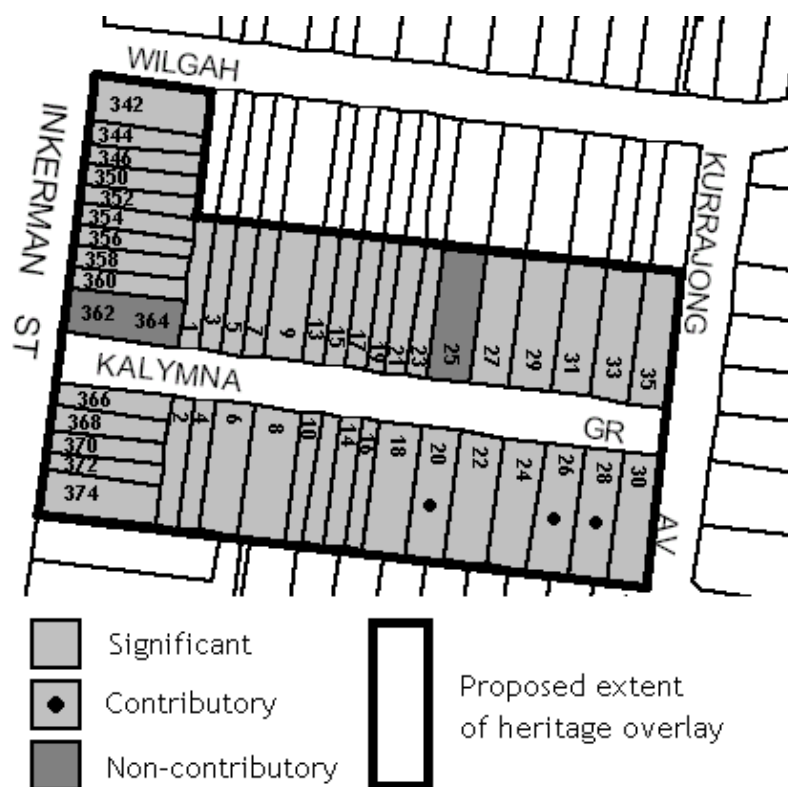 WILGAH
INKERMAN ST
KURRAJONG AV
342
344
346
350
352
354
356
358
360
362 364
1 3 5 7 9 13 15 17 19 21 23 25 27 29 31 33 35
KALYMNA GR
366
368
370
372
374
2 4 6 8 10 14 16 18 20 22 24 26 28 30
Significant
Contributory
Non-contributory
Proposed extent
of heritage overlay